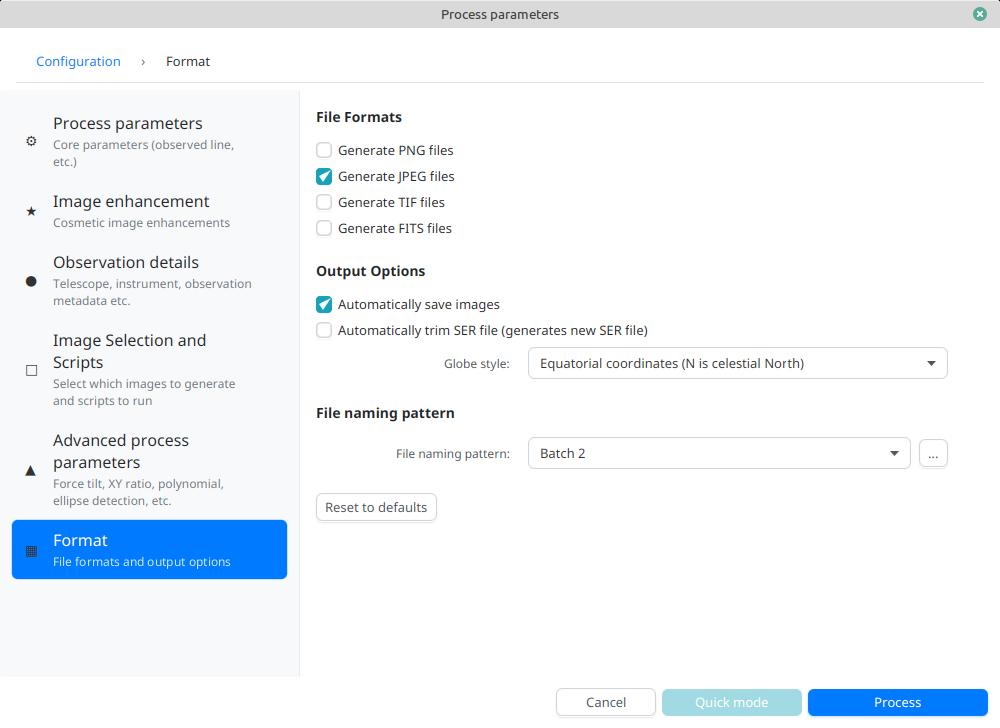 Process parameters
Configuration › Format
Process parameters
Core parameters (observed line,
etc.)
Image enhancement
Cosmetic image enhancements
Observation details
Telescope, instrument, observation
metadata etc.
Image Selection and
Scripts
Select which images to generate
and scripts to run
Advanced process
parameters
Force tilt, XY ratio, polynomial,
ellipse detection, etc.
Format
File formats and output options
File Formats
Generate PNG files
Generate JPEG files
Generate TIF files
Generate FITS files
Output Options
Automatically save images
Automatically trim SER file (generates new SER file)
Globe style: Equatorial coordinates (N is celestial North)
File naming pattern
File naming pattern: Batch 2 ...
Reset to defaults
Cancel Quick mode Process